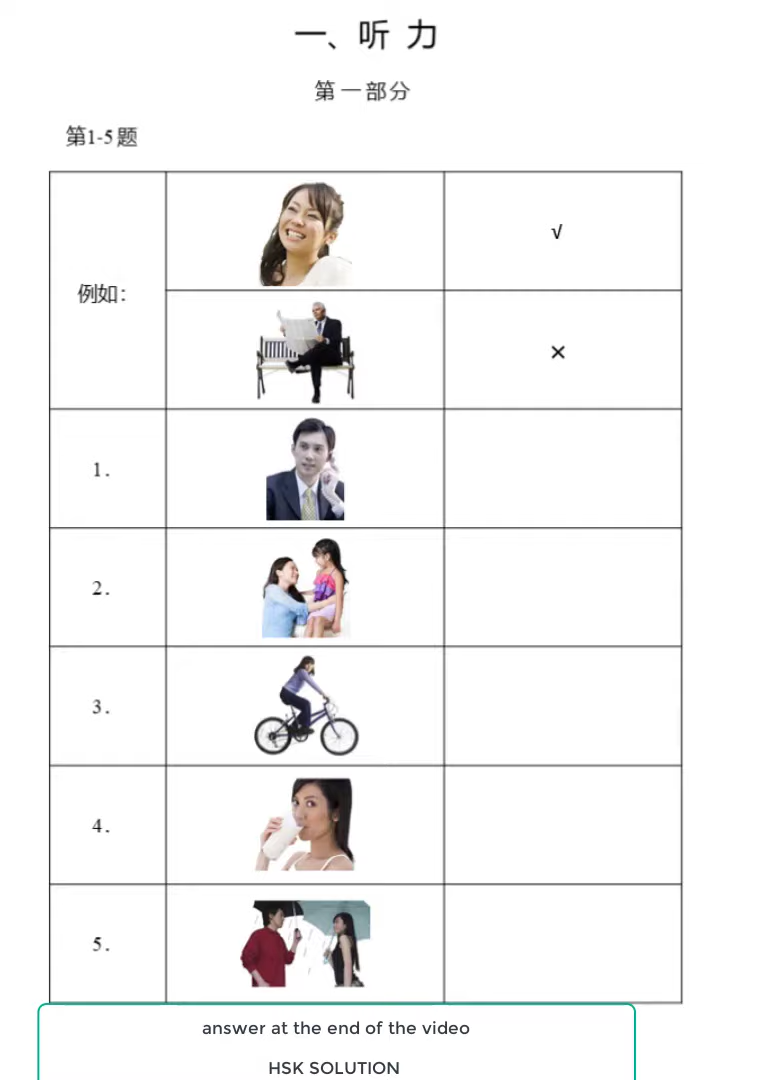 一、听 力
第一部分
第1-5题
例如：
√
×
1.
2.
3.
4.
5.
answer at the end of the video
HSK SOLUTION